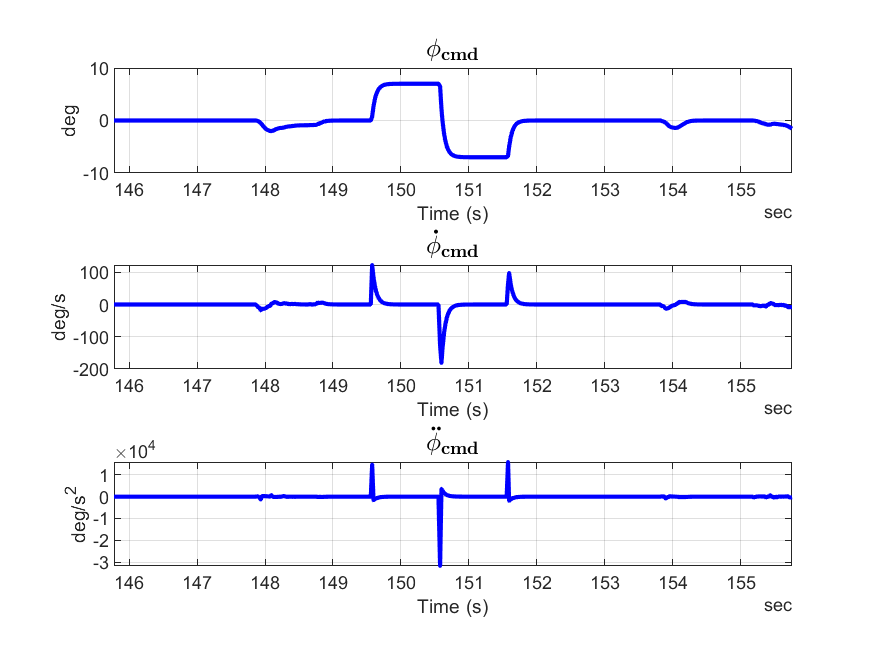 ϕcmd
10
0
-10
deg
146 147 148 149 150 151 152 153 154 155
Time (s)
sec
ϕ̇cmd
100
0
-100
-200
deg/s
146 147 148 149 150 151 152 153 154 155
Time (s)
sec
ϕ̈cmd
×10⁴
1
0
-1
-2
-3
deg/s²
146 147 148 149 150 151 152 153 154 155
Time (s)
sec